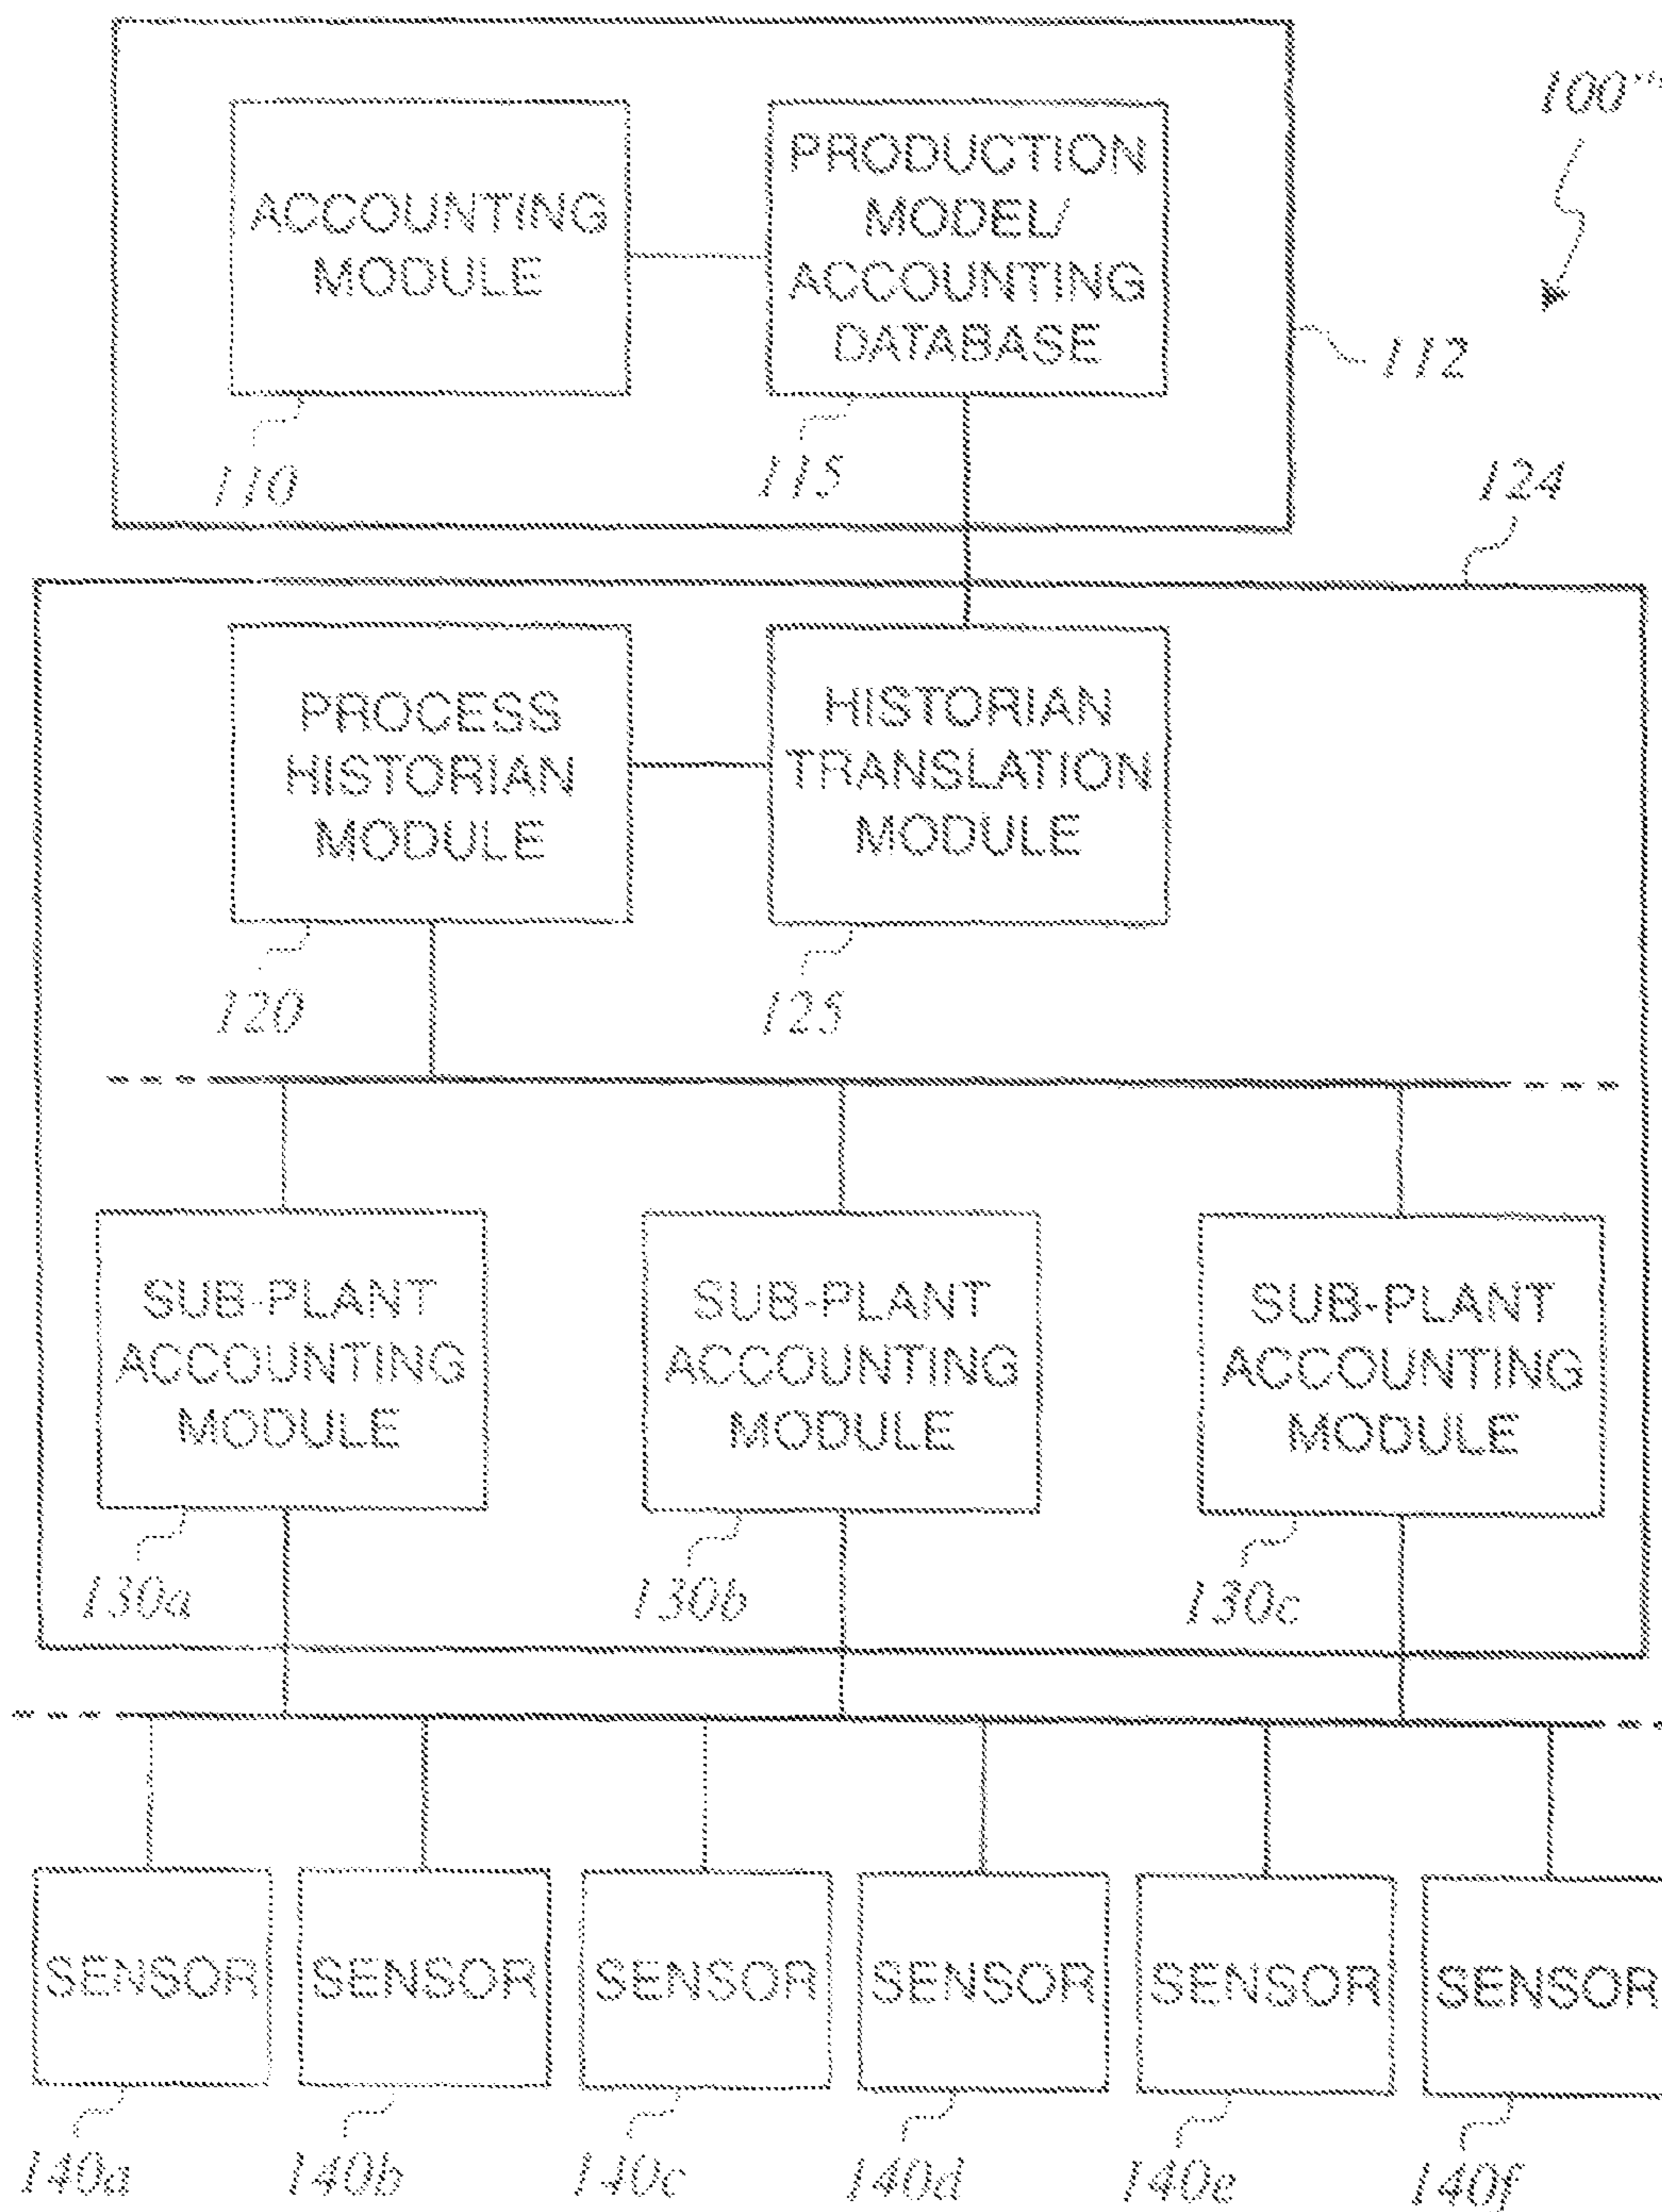 100''''
ACCOUNTING
MODULE
PRODUCTION
MODEL/
ACCOUNTING
DATABASE
112
110
115
124
PROCESS
HISTORIAN
MODULE
HISTORIAN
TRANSLATION
MODULE
120
125
SUB-PLANT
ACCOUNTING
MODULE
SUB-PLANT
ACCOUNTING
MODULE
SUB-PLANT
ACCOUNTING
MODULE
130a
130b
130c
SENSOR
SENSOR
SENSOR
SENSOR
SENSOR
SENSOR
140a
140b
140c
140d
140e
140f